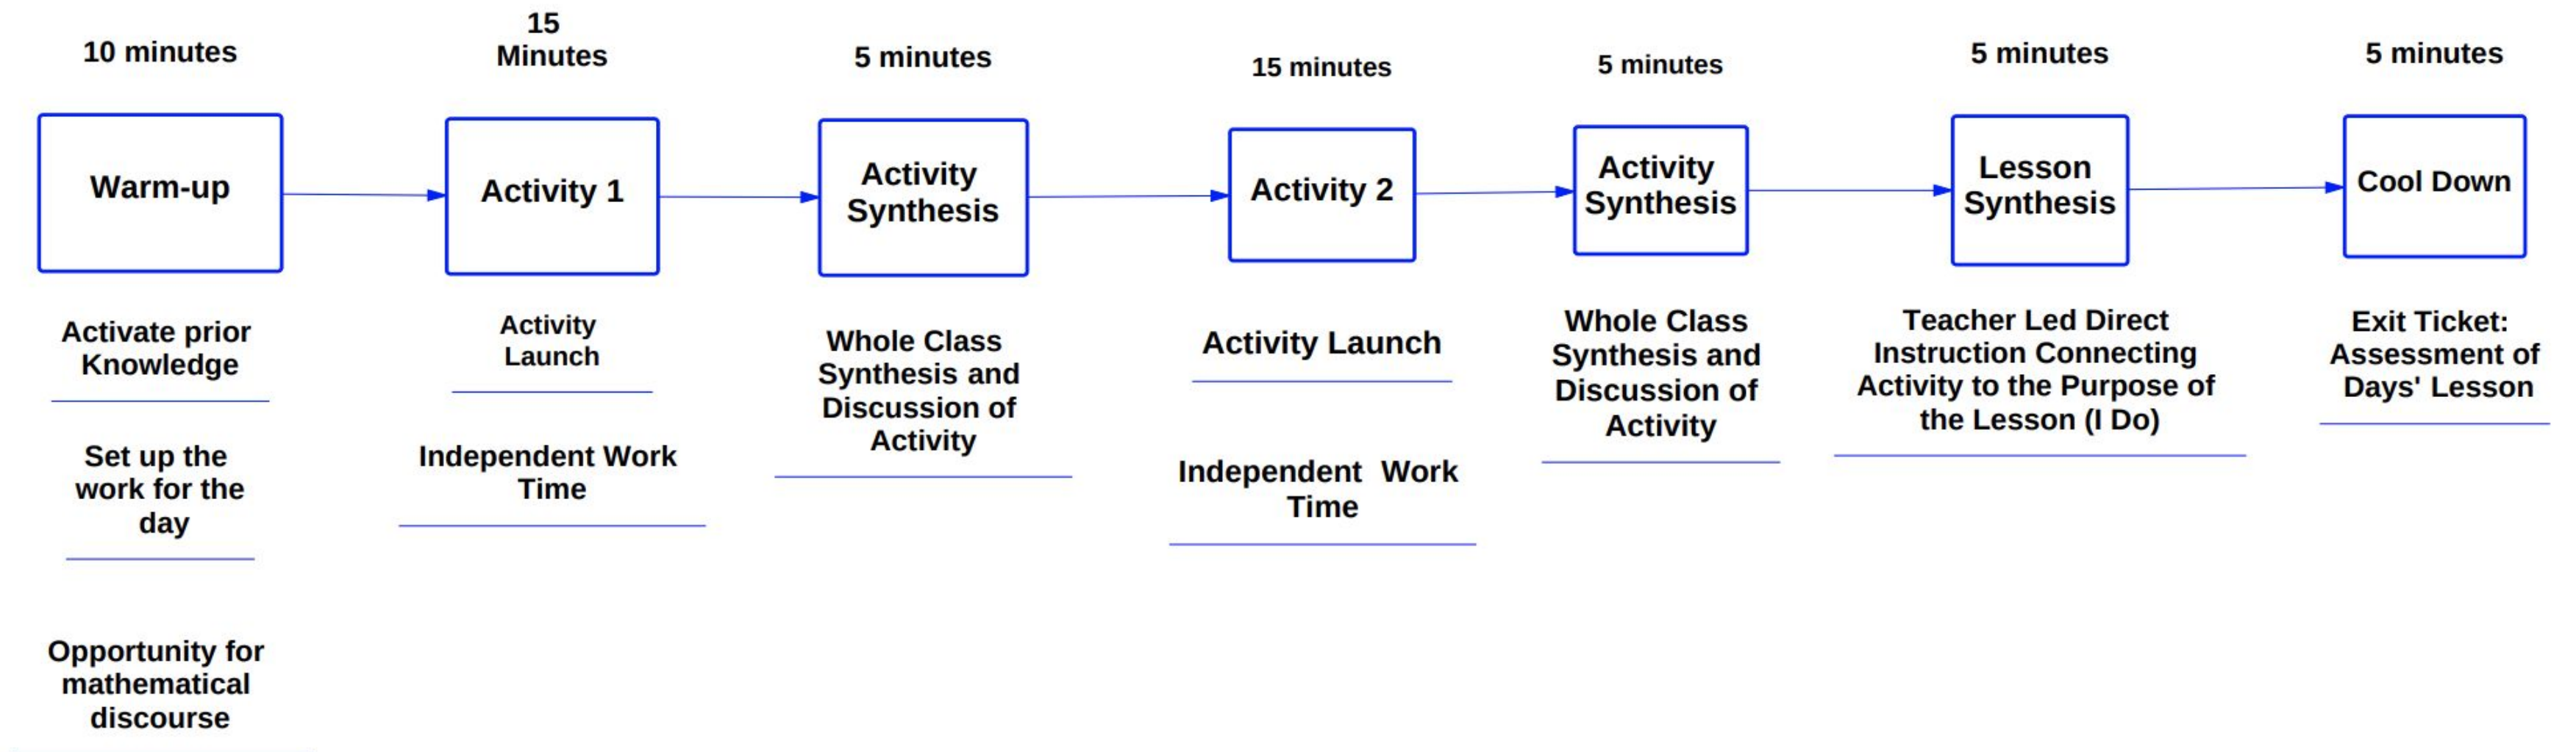 10 minutes
15
Minutes
5 minutes
15 minutes
5 minutes
5 minutes
5 minutes
Warm-up
Activity 1
Activity
Synthesis
Activity 2
Activity
Synthesis
Lesson
Synthesis
Cool Down
Activate prior
Knowledge
Set up the
work for the
day
Opportunity for
mathematical
discourse
Activity
Launch
Independent Work
Time
Whole Class
Synthesis and
Discussion of
Activity
Activity Launch
Independent Work
Time
Whole Class
Synthesis and
Discussion of
Activity
Teacher Led Direct
Instruction Connecting
Activity to the Purpose of
the Lesson (I Do)
Exit Ticket:
Assessment of
Days' Lesson